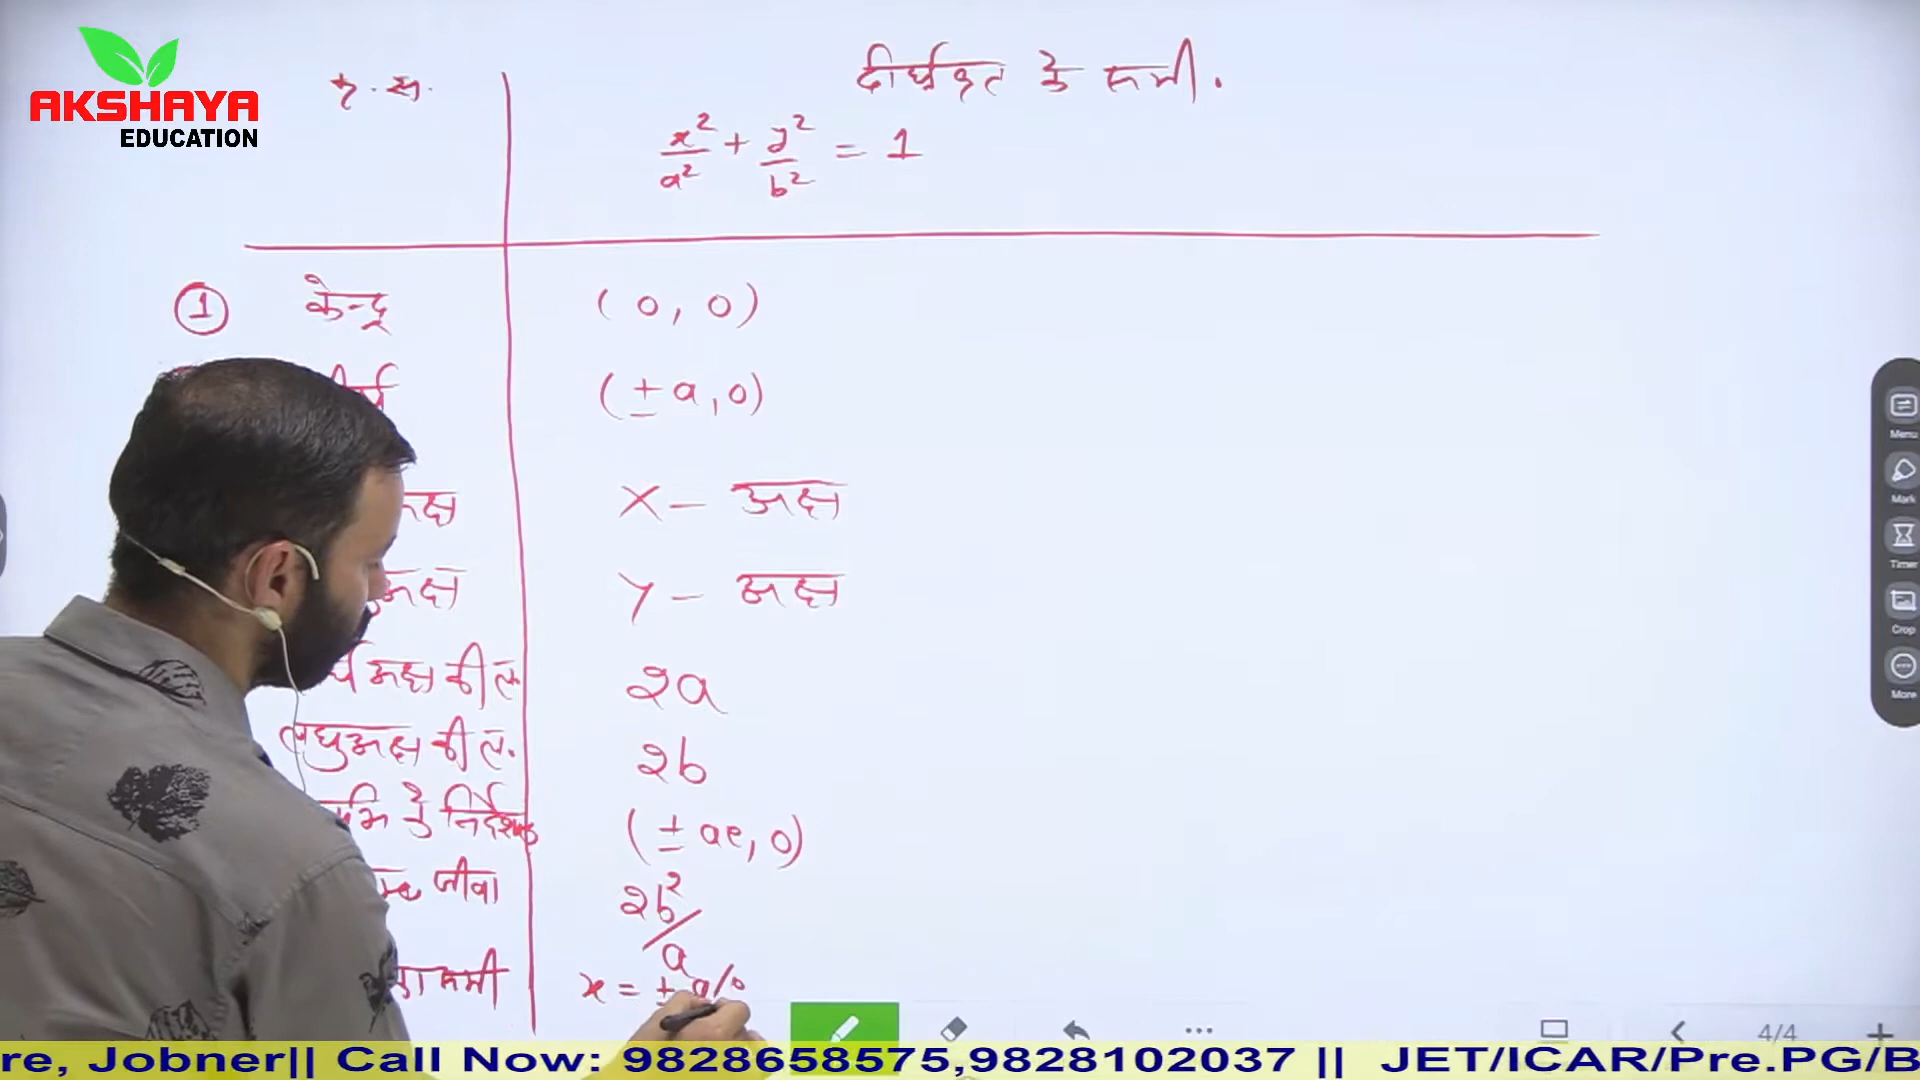 AKSHAYA
EDUCATION
दीर्घवृत के समी.
x²/a² + y²/b² = 1
1 केन्द्र (0, 0)
(± a, 0)
X - अक्ष
Y - अक्ष
अक्ष की ल. 2a
लघुअक्ष की ल. 2b
के निर्देशांक (± ae, 0)
जीवा 2b²/a
x = ± a/e
Menu
Mark
Timer
Crop
More
4/4
re, Jobner|| Call Now: 9828658575,9828102037 || JET/ICAR/Pre.PG/B